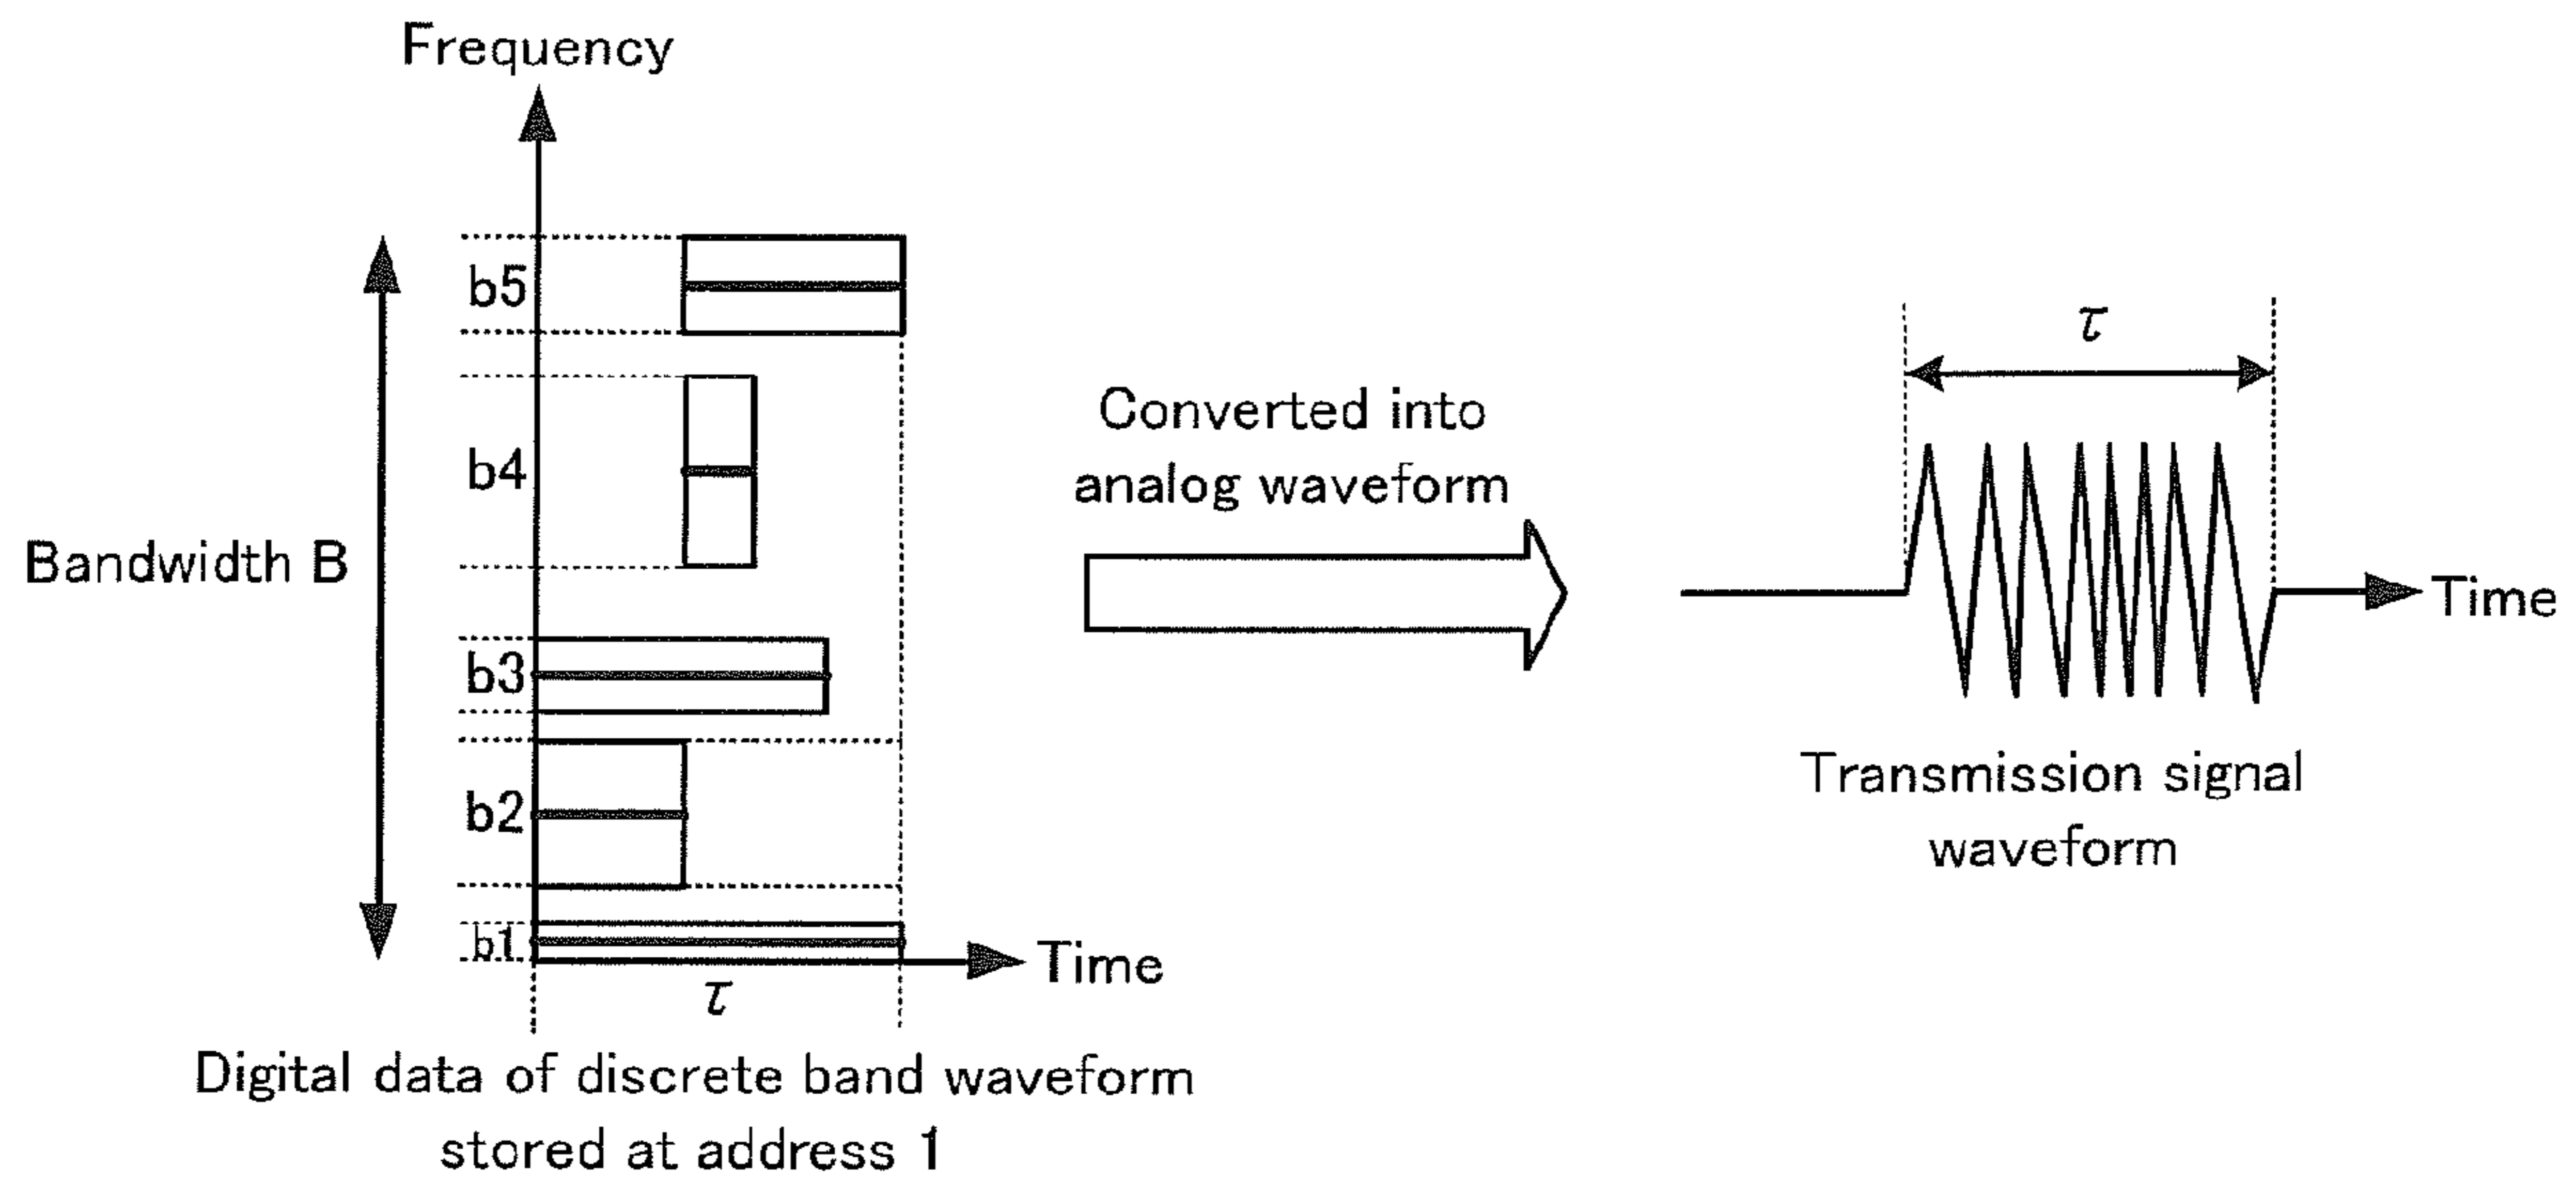 Frequency
b5
b4
Bandwidth B
b3
b2
b1
Time
τ
Digital data of discrete band waveform
stored at address 1
Converted into
analog waveform
τ
Time
Transmission signal
waveform